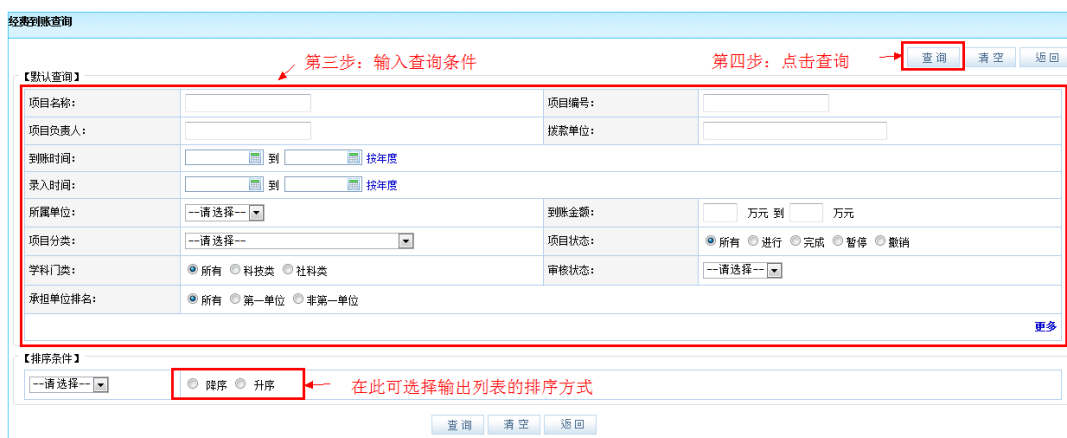 经费到账查询
第三步：输入查询条件 第四步：点击查询 查询 清空 返回
【默认查询】
项目名称： 项目编号：
项目负责人： 拨款单位：
到账时间： 到 按年度
录入时间： 到 按年度
所属单位： --请选择-- 到账金额： 万元 到 万元
项目分类： --请选择-- 项目状态： 所有 进行 完成 暂停 撤销
学科门类： 所有 科技类 社科类 审核状态： --请选择--
承担单位排名： 所有 第一单位 非第一单位
更多
【排序条件】
--请选择-- 降序 升序 在此可选择输出列表的排序方式
查询 清空 返回